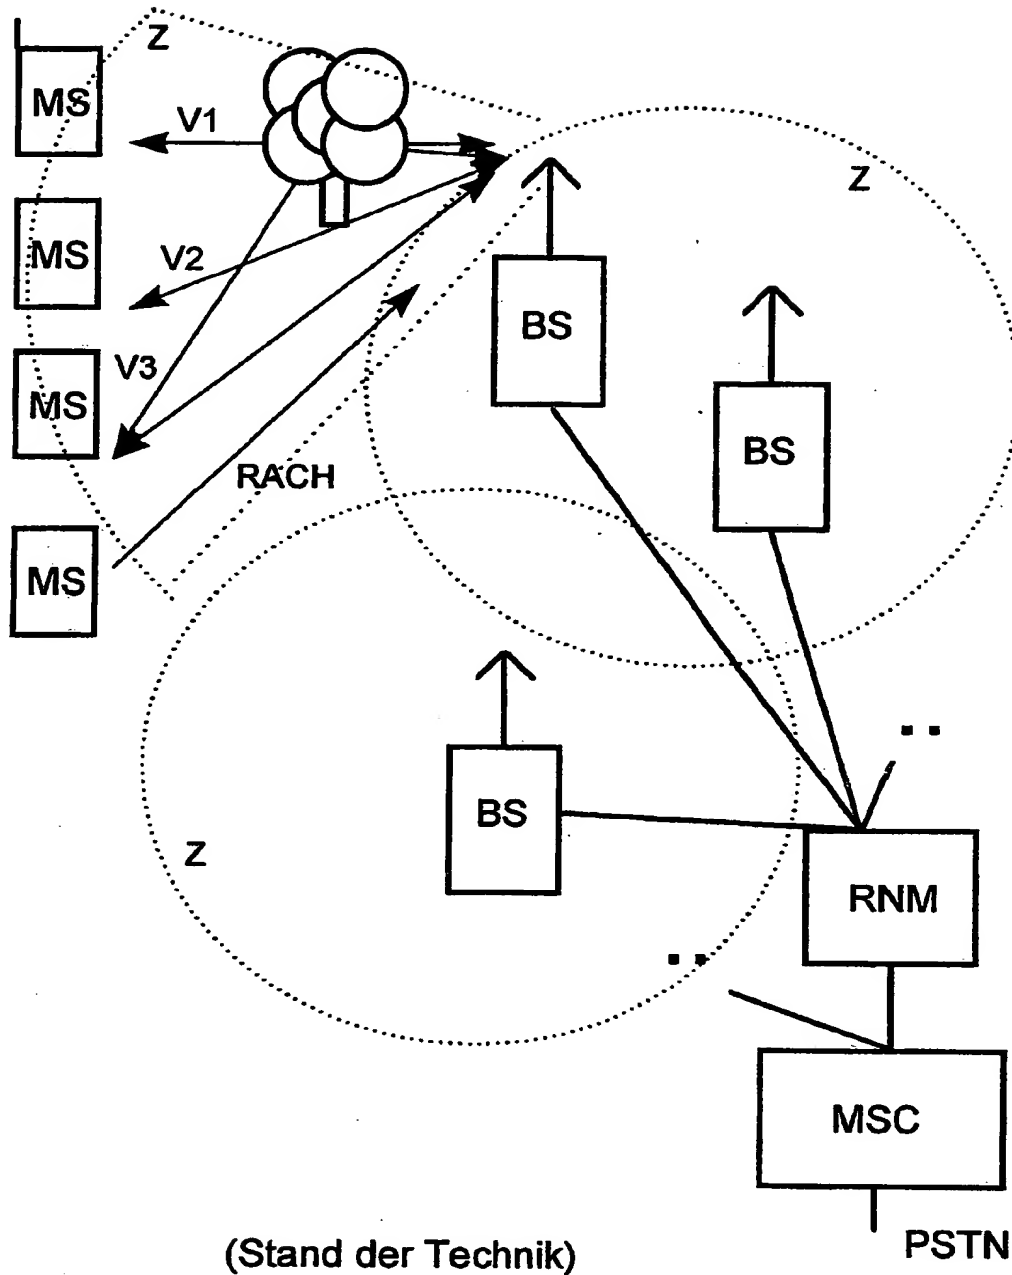 Z
MS
V1
Z
MS
V2
BS
V3
MS
BS
RACH
MS
BS
Z
RNM
MSC
PSTN
(Stand der Technik)